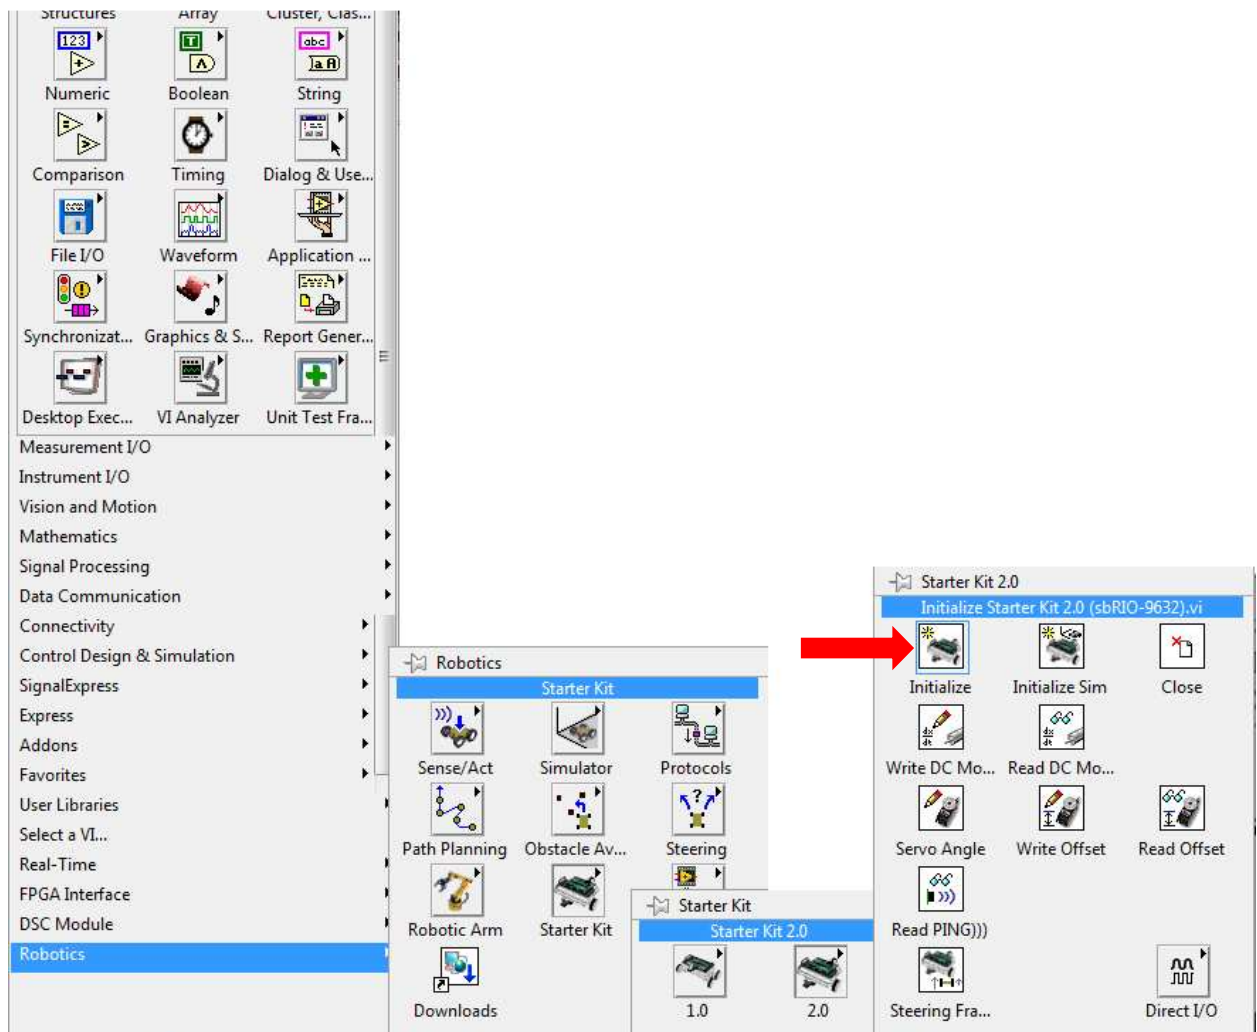 Structures Array Cluster, Clas...
Numeric Boolean String
Comparison Timing Dialog & Use...
File I/O Waveform Application ...
Synchronizat... Graphics & S... Report Gener...
Desktop Exec... VI Analyzer Unit Test Fra...
Measurement I/O
Instrument I/O
Vision and Motion
Mathematics
Signal Processing
Data Communication
Connectivity
Control Design & Simulation
SignalExpress
Express
Addons
Favorites
User Libraries
Select a VI...
Real-Time
FPGA Interface
DSC Module
Robotics
Robotics
Starter Kit
Sense/Act Simulator Protocols
Path Planning Obstacle Av... Steering
Robotic Arm Starter Kit
Downloads
Starter Kit
Starter Kit 2.0
1.0 2.0
Starter Kit 2.0
Initialize Starter Kit 2.0 (sbRIO-9632).vi
Initialize Initialize Sim Close
Write DC Mo... Read DC Mo...
Servo Angle Write Offset Read Offset
Read PING)))
Steering Fra... Direct I/O